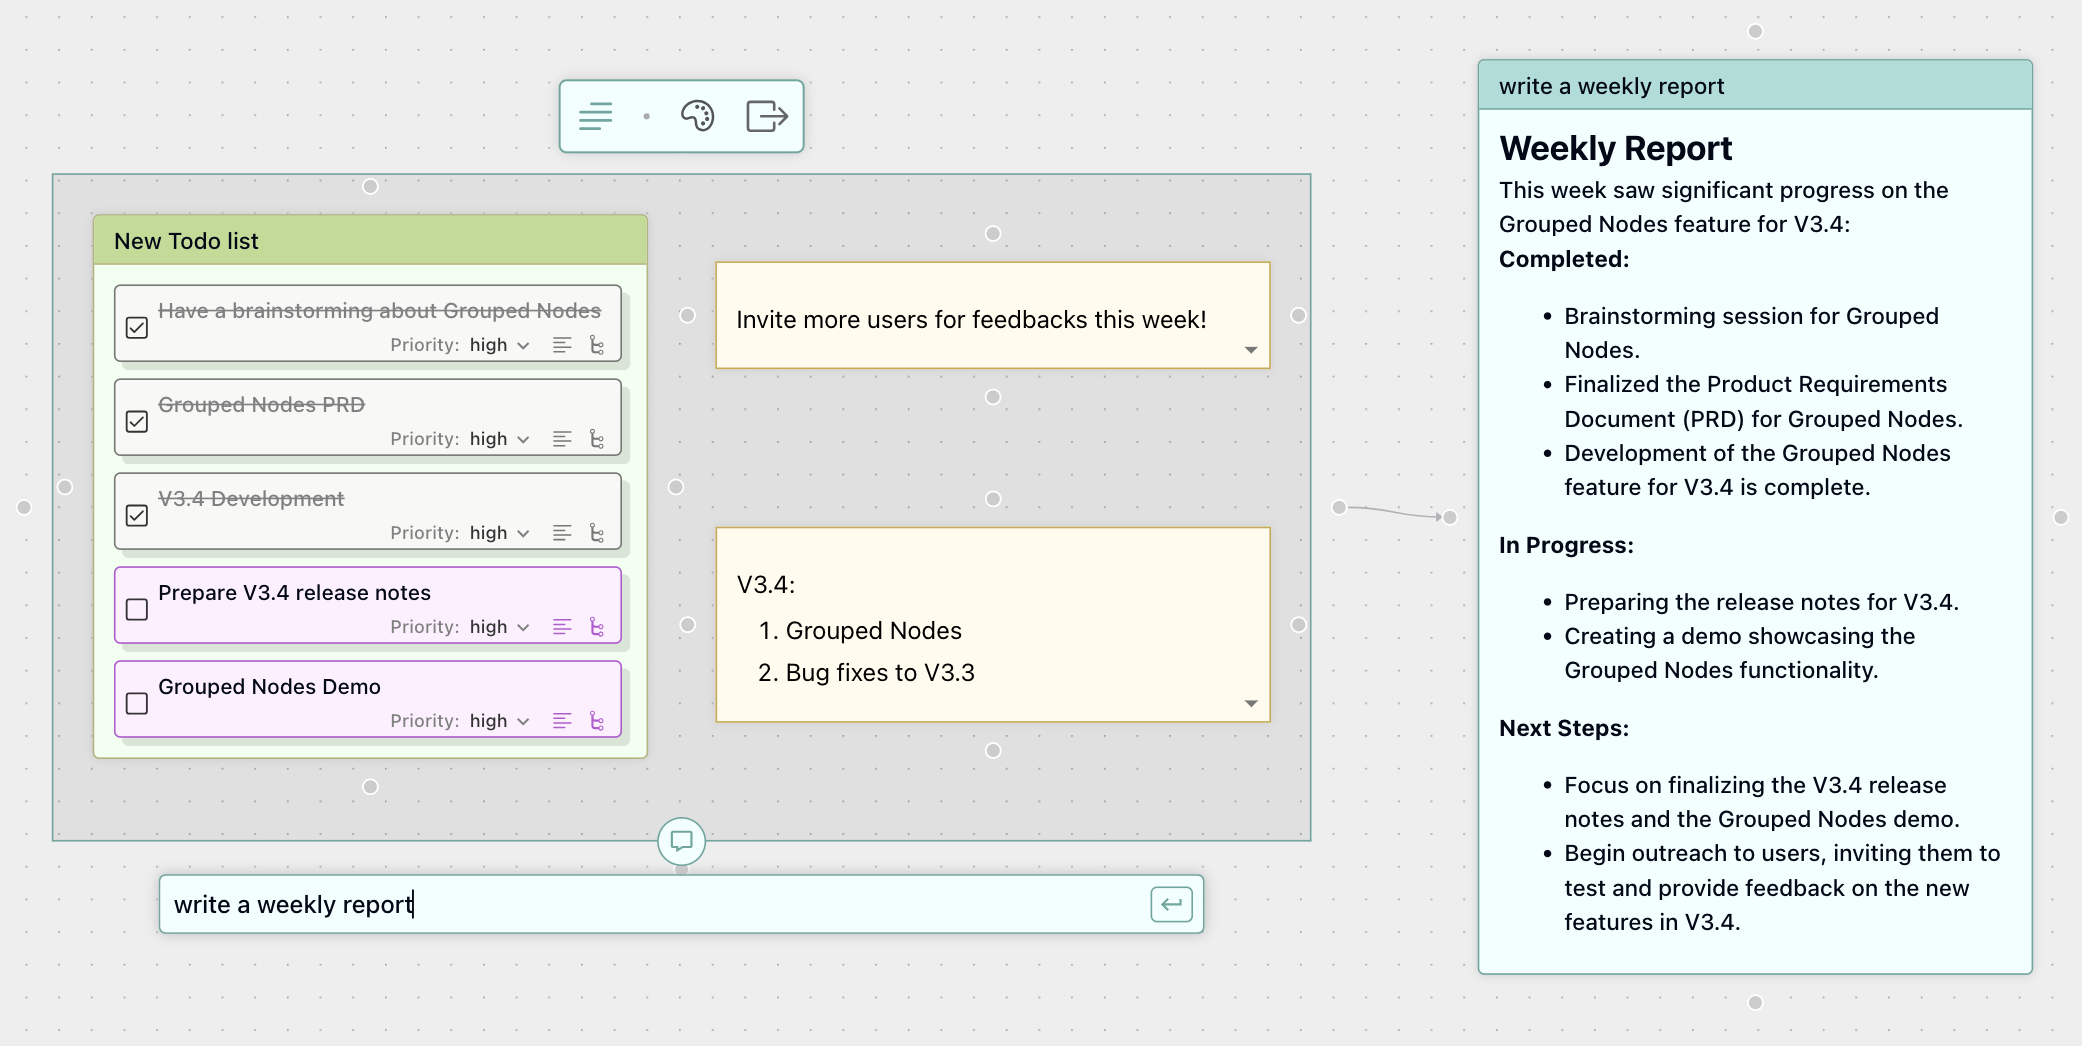 New Todo list
Have a brainstorming about Grouped Nodes
Priority: high
Grouped Nodes PRD
Priority: high
V3.4 Development
Priority: high
Prepare V3.4 release notes
Priority: high
Grouped Nodes Demo
Priority: high
Invite more users for feedbacks this week!
V3.4:
1. Grouped Nodes
2. Bug fixes to V3.3
write a weekly report
write a weekly report
Weekly Report
This week saw significant progress on the
Grouped Nodes feature for V3.4:
Completed:
• Brainstorming session for Grouped
Nodes.
• Finalized the Product Requirements
Document (PRD) for Grouped Nodes.
• Development of the Grouped Nodes
feature for V3.4 is complete.
In Progress:
• Preparing the release notes for V3.4.
• Creating a demo showcasing the
Grouped Nodes functionality.
Next Steps:
• Focus on finalizing the V3.4 release
notes and the Grouped Nodes demo.
• Begin outreach to users, inviting them to
test and provide feedback on the new
features in V3.4.